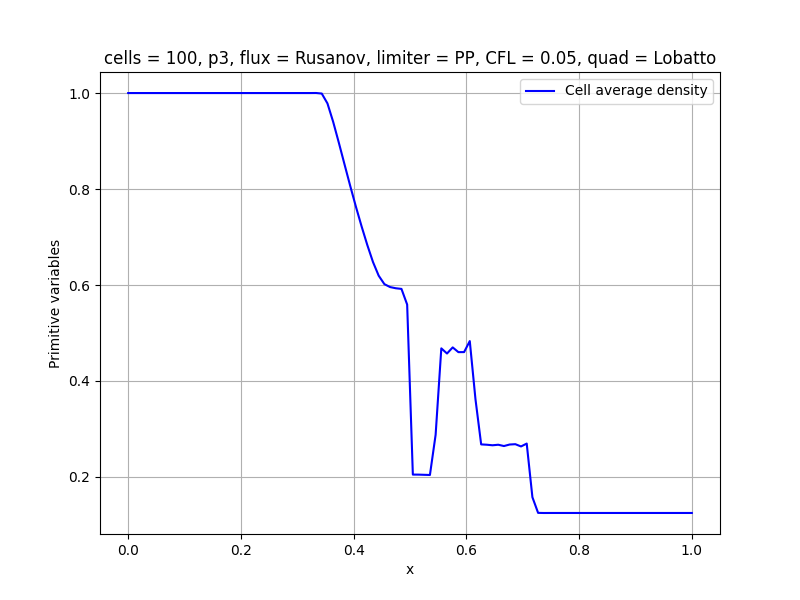 cells = 100, p3, flux = Rusanov, limiter = PP, CFL = 0.05, quad = Lobatto
Cell average density
Primitive variables
1.0
0.8
0.6
0.4
0.2
0.0 0.2 0.4 0.6 0.8 1.0
x